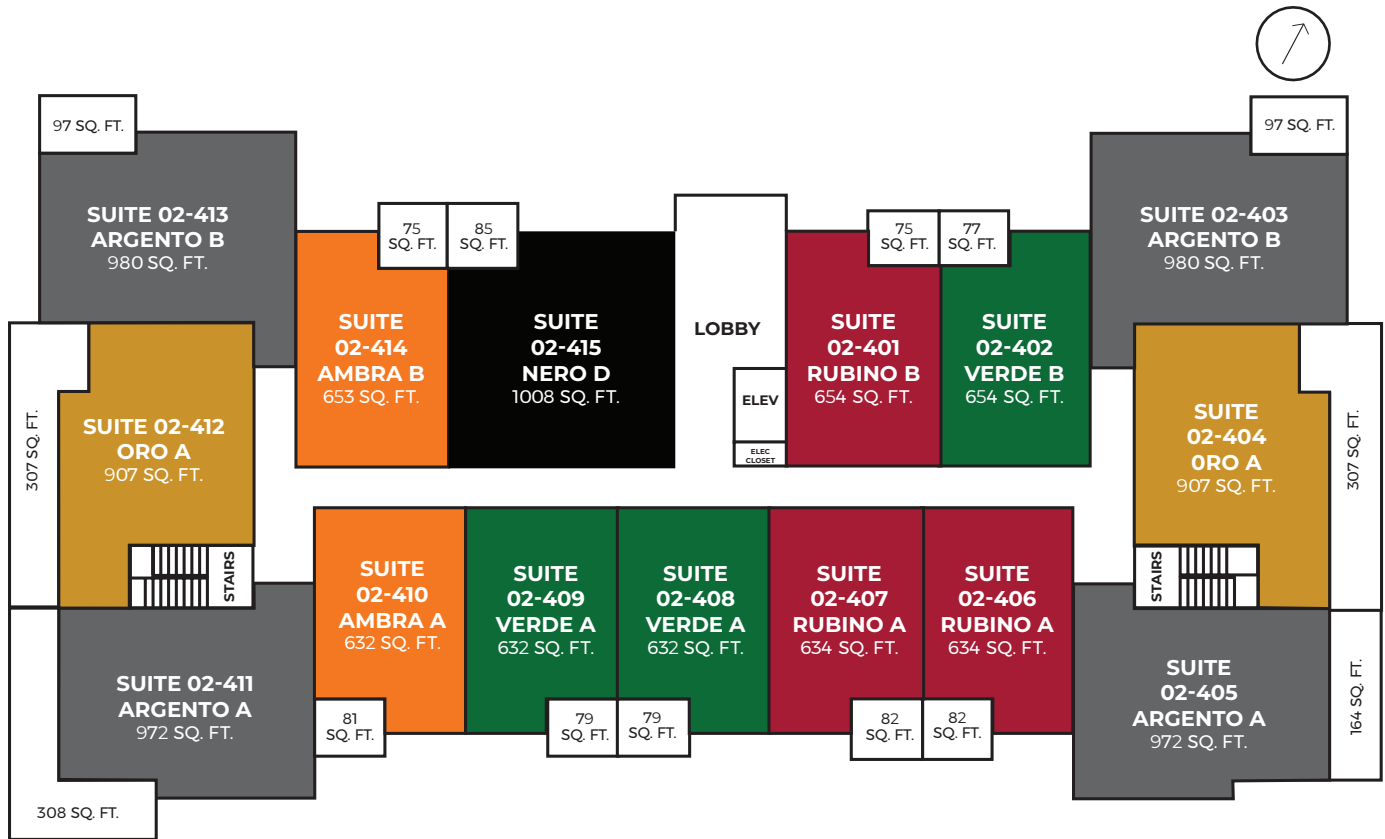 97 SQ. FT.
97 SQ. FT.
SUITE 02-413
ARGENTO B
980 SQ. FT.
75
SQ. FT.
85
SQ. FT.
75
SQ. FT.
77
SQ. FT.
SUITE 02-403
ARGENTO B
980 SQ. FT.
SUITE
02-414
AMBRA B
653 SQ. FT.
SUITE
02-415
NERO D
1008 SQ. FT.
LOBBY
ELEV
ELEC
CLOSET
SUITE
02-401
RUBINO B
654 SQ. FT.
SUITE
02-402
VERDE B
654 SQ. FT.
307 SQ. FT.
SUITE 02-412
ORO A
907 SQ. FT.
STAIRS
SUITE
02-404
0RO A
907 SQ. FT.
307 SQ. FT.
STAIRS
SUITE
02-410
AMBRA A
632 SQ. FT.
SUITE
02-409
VERDE A
632 SQ. FT.
SUITE
02-408
VERDE A
632 SQ. FT.
SUITE
02-407
RUBINO A
634 SQ. FT.
SUITE
02-406
RUBINO A
634 SQ. FT.
SUITE 02-411
ARGENTO A
972 SQ. FT.
SUITE
02-405
ARGENTO A
972 SQ. FT.
164 SQ. FT.
81
SQ. FT.
79
SQ. FT.
79
SQ. FT.
82
SQ. FT.
82
SQ. FT.
308 SQ. FT.